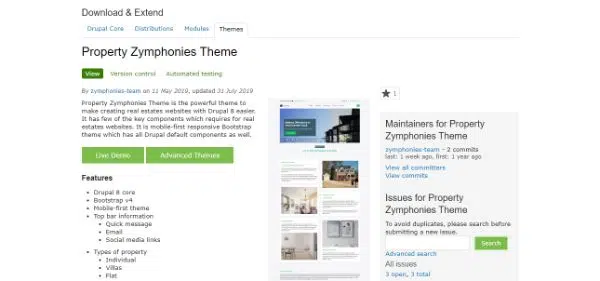 Download & Extend
Drupal Core Distributions Modules Themes
Property Zymphonies Theme
View Version control Automated testing
By zymphonies-team on 11 May 2019, updated 31 July 2019
Property Zymphonies Theme is the powerful theme to
make creating real estates websites with Drupal 8 easier.
It has few of the key components which requires for real
estates websites. It is mobile-first responsive Bootstrap
theme which has all Drupal default components as well.
Live Demo Advanced Themes
Features
Drupal 8 core
Bootstrap v4
Mobile-first theme
Top bar information
Quick message
Email
Social media links
Types of property
Individual
Villas
Flat
1
Maintainers for Property
Zymphonies Theme
zymphonies-team - 2 commits
last: 1 week ago, first: 1 year ago
View all committers
View commits
Issues for Property
Zymphonies Theme
To avoid duplicates, please search before
submitting a new issue.
Search
Advanced search
All issues
3 open, 3 total